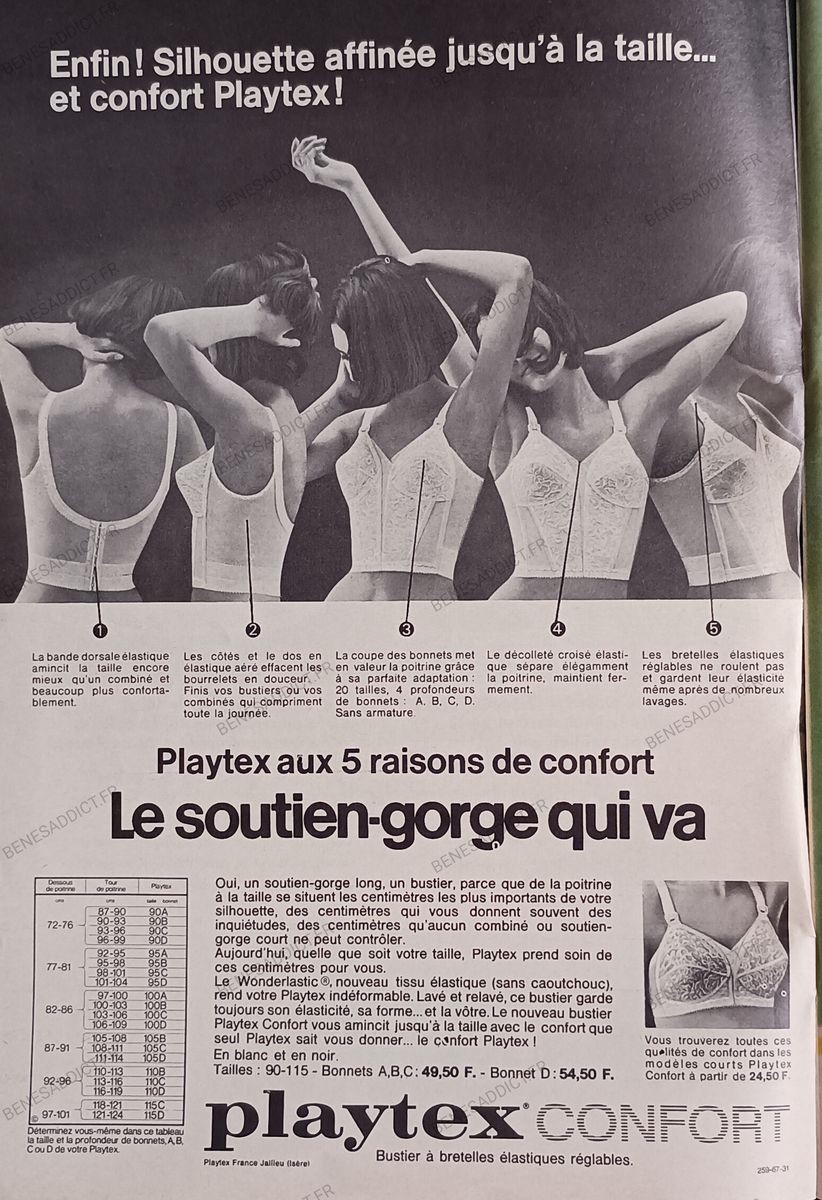 Enfin! Silhouette affinée jusqu'à la taille...
et confort Playtex!
1
2
3
4
5
La bande dorsale élastique
amincit la taille encore
mieux qu'un combiné et
beaucoup plus conforta-
blement.
Les côtés et le dos en
élastique aéré effacent les
bourrelets en douceur.
Finis vos bustiers ou vos
combinés qui compriment
toute la journée.
La coupe des bonnets met
en valeur la poitrine grâce
à sa parfaite adaptation :
20 tailles, 4 profondeurs
de bonnets : A, B, C, D.
Sans armature.
Le décolleté croisé élasti-
que sépare élégamment
la poitrine, maintient fer-
mement.
Les bretelles élastiques
réglables ne roulent pas
et gardent leur élasticité
même après de nombreux
lavages.
Playtex aux 5 raisons de confort
Le soutien-gorge qui va
Dessous de poitrine Tour de poitrine Playtex
cms cms taille bonnet
72-76
87-90 90A
90-93 90B
93-96 90C
96-99 90D
77-81
92-95 95A
95-98 95B
98-101 95C
101-104 95D
82-86
97-100 100A
100-103 100B
103-106 100C
106-109 100D
87-91
105-108 105B
108-111 105C
111-114 105D
92-96
110-113 110B
113-116 110C
116-119 110D
97-101
118-121 115C
121-124 115D
©
Déterminez vous-même dans ce tableau
la taille et la profondeur de bonnets, A, B,
C ou D de votre Playtex.
Oui, un soutien-gorge long, un bustier, parce que de la poitrine
à la taille se situent les centimètres les plus importants de votre
silhouette, des centimètres qui vous donnent souvent des
inquiétudes, des centimètres qu'aucun combiné ou soutien-
gorge court ne peut contrôler.
Aujourd'hui, quelle que soit votre taille, Playtex prend soin de
ces centimètres pour vous.
Le Wonderlastic®, nouveau tissu élastique (sans caoutchouc),
rend votre Playtex indéformable. Lavé et relavé, ce bustier garde
toujours son élasticité, sa forme... et la vôtre. Le nouveau bustier
Playtex Confort vous amincit jusqu'à la taille avec le confort que
seul Playtex sait vous donner... le confort Playtex !
En blanc et en noir.
Tailles : 90-115 - Bonnets A,B,C : 49,50 F. - Bonnet D : 54,50 F.
Vous trouverez toutes ces
qualités de confort dans les
modèles courts Playtex
Confort à partir de 24,50 F.
playtex® CONFORT
Playtex France Jallieu (Isère)
Bustier à bretelles élastiques réglables.
259-67-31
BENESADDICT.FR